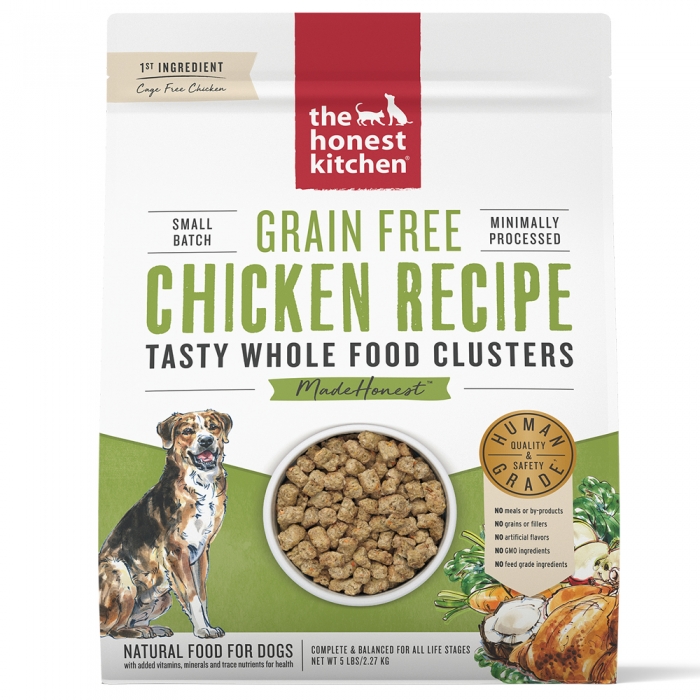 1ST INGREDIENT
Cage Free Chicken
the
honest
kitchen®
SMALL
BATCH
GRAIN FREE
MINIMALLY
PROCESSED
CHICKEN RECIPE
TASTY WHOLE FOOD CLUSTERS
MadeHonest™
HUMAN
QUALITY
&
SAFETY
GRADE™
NO meals or by-products
NO grains or fillers
NO artificial flavors
NO GMO ingredients
NO feed grade ingredients
NATURAL FOOD FOR DOGS
with added vitamins, minerals and trace nutrients for health
COMPLETE & BALANCED FOR ALL LIFE STAGES
NET WT 5 LBS/2.27 KG